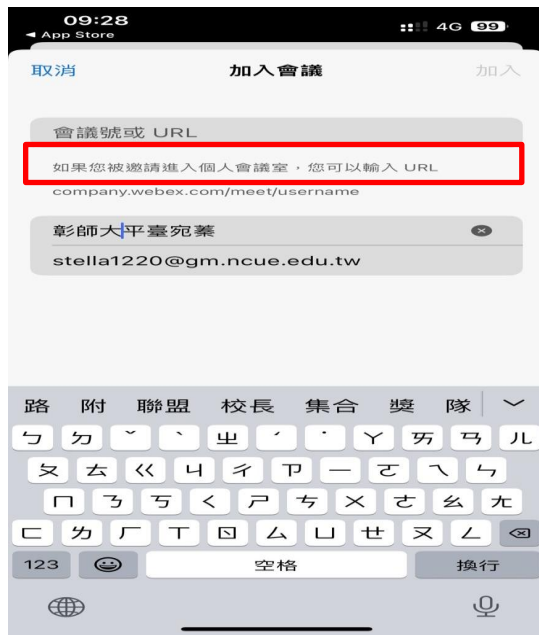 09:28
◀ App Store
4G 99
取消 加入會議 加入
會議號或 URL
如果您被邀請進入個人會議室，您可以輸入 URL
company.webex.com/meet/username
彰師大平臺宛蓁
stella1220@gm.ncue.edu.tw
路 附 聯盟 校長 集合 獎 隊
ㄅ ㄉ ˇ ˋ ㄓ ˊ ˙ ㄚ ㄞ ㄢ ㄦ
ㄆ ㄊ ㄍ ㄐ ㄔ ㄗ ㄧ ㄛ ㄟ ㄣ
ㄇ ㄋ ㄎ ㄑ ㄕ ㄘ ㄨ ㄜ ㄠ ㄤ
ㄈ ㄌ ㄏ ㄒ ㄖ ㄙ ㄩ ㄝ ㄡ ㄥ
123 空格 換行